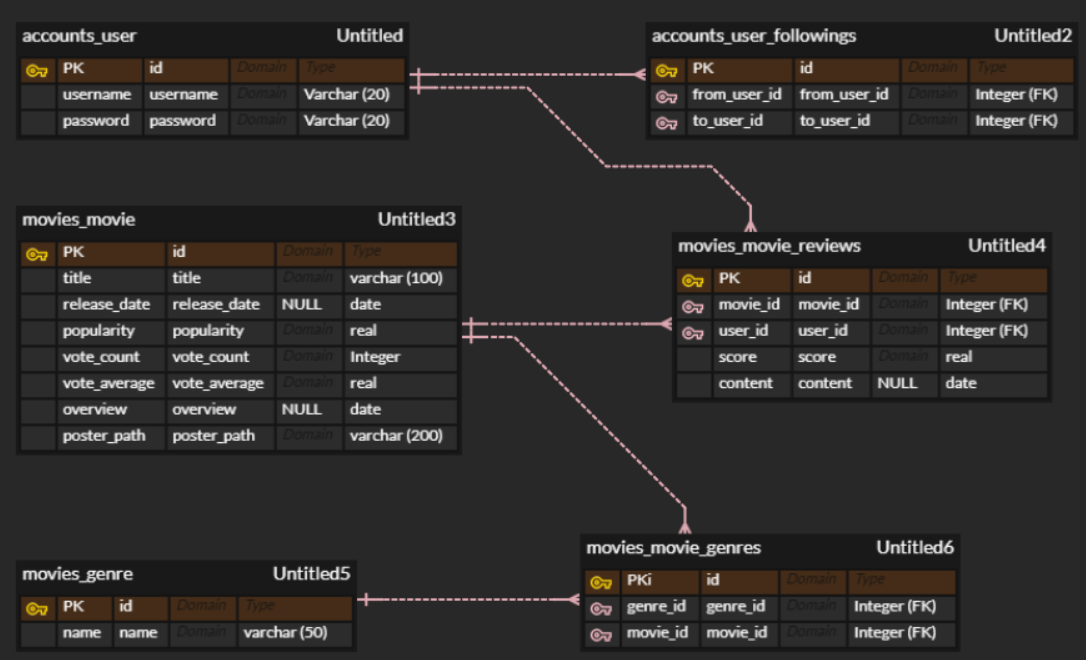 accounts_user Untitled
PK id Domain Type
username username Domain Varchar (20)
password password Domain Varchar (20)
accounts_user_followings Untitled2
PK id Domain Type
from_user_id from_user_id Domain Integer (FK)
to_user_id to_user_id Domain Integer (FK)
movies_movie Untitled3
PK id Domain Type
title title Domain varchar (100)
release_date release_date NULL date
popularity popularity Domain real
vote_count vote_count Domain Integer
vote_average vote_average Domain real
overview overview NULL date
poster_path poster_path Domain varchar (200)
movies_movie_reviews Untitled4
PK id Domain Type
movie_id movie_id Domain Integer (FK)
user_id user_id Domain Integer (FK)
score score Domain real
content content NULL date
movies_genre Untitled5
PK id Domain Type
name name Domain varchar (50)
movies_movie_genres Untitled6
PKi id Domain Type
genre_id genre_id Domain Integer (FK)
movie_id movie_id Domain Integer (FK)